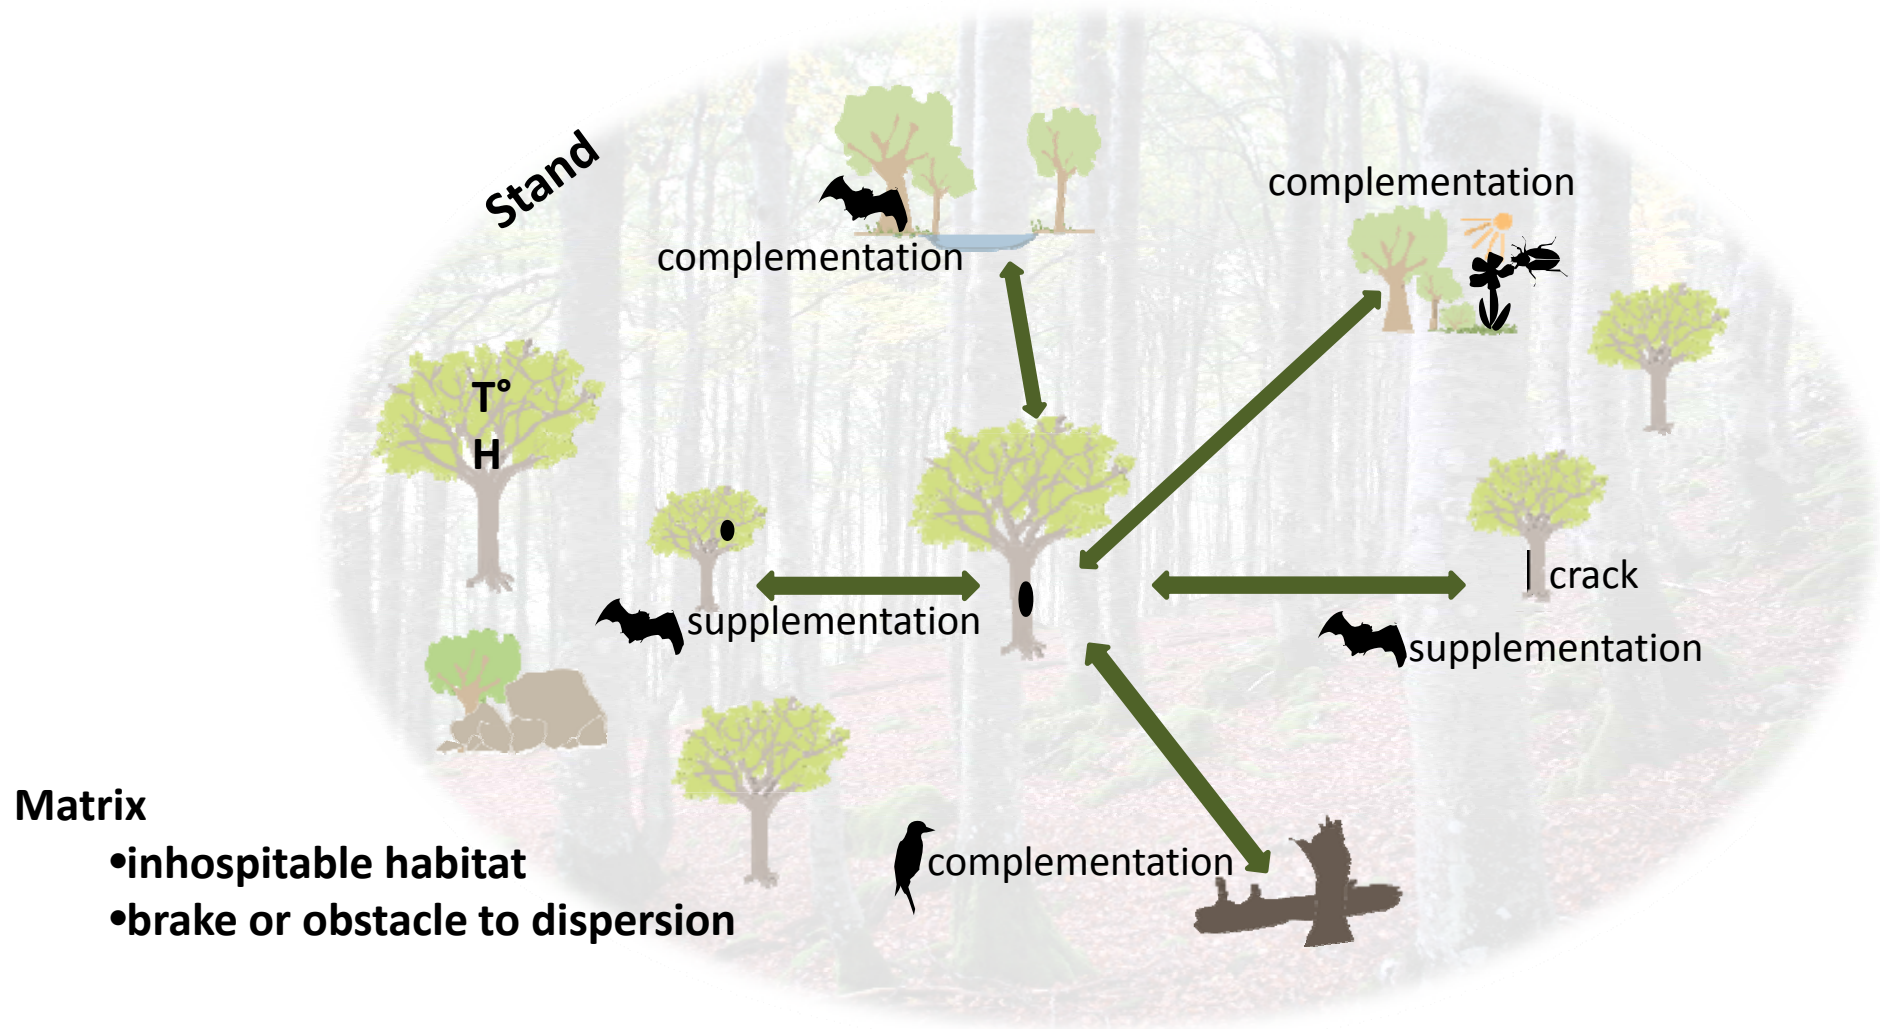 Stand
complementation
complementation
T°
H
crack
supplementation
supplementation
Matrix
•inhospitable habitat
•brake or obstacle to dispersion
complementation